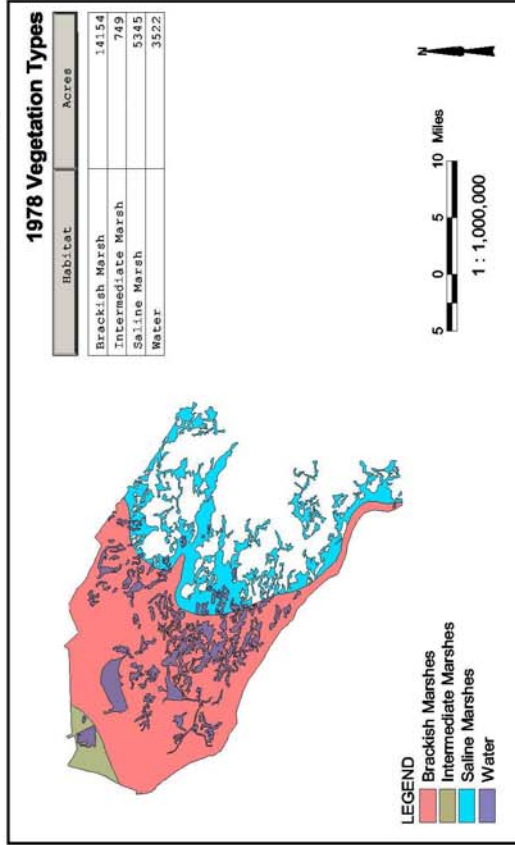 1978 Vegetation Types
Habitat Acres
Brackish Marsh 14154
Intermediate Marsh 749
Saline Marsh 5345
Water 3522
LEGEND
Brackish Marshes
Intermediate Marshes
Saline Marshes
Water
5 0 5 10 Miles
1 : 1,000,000
N